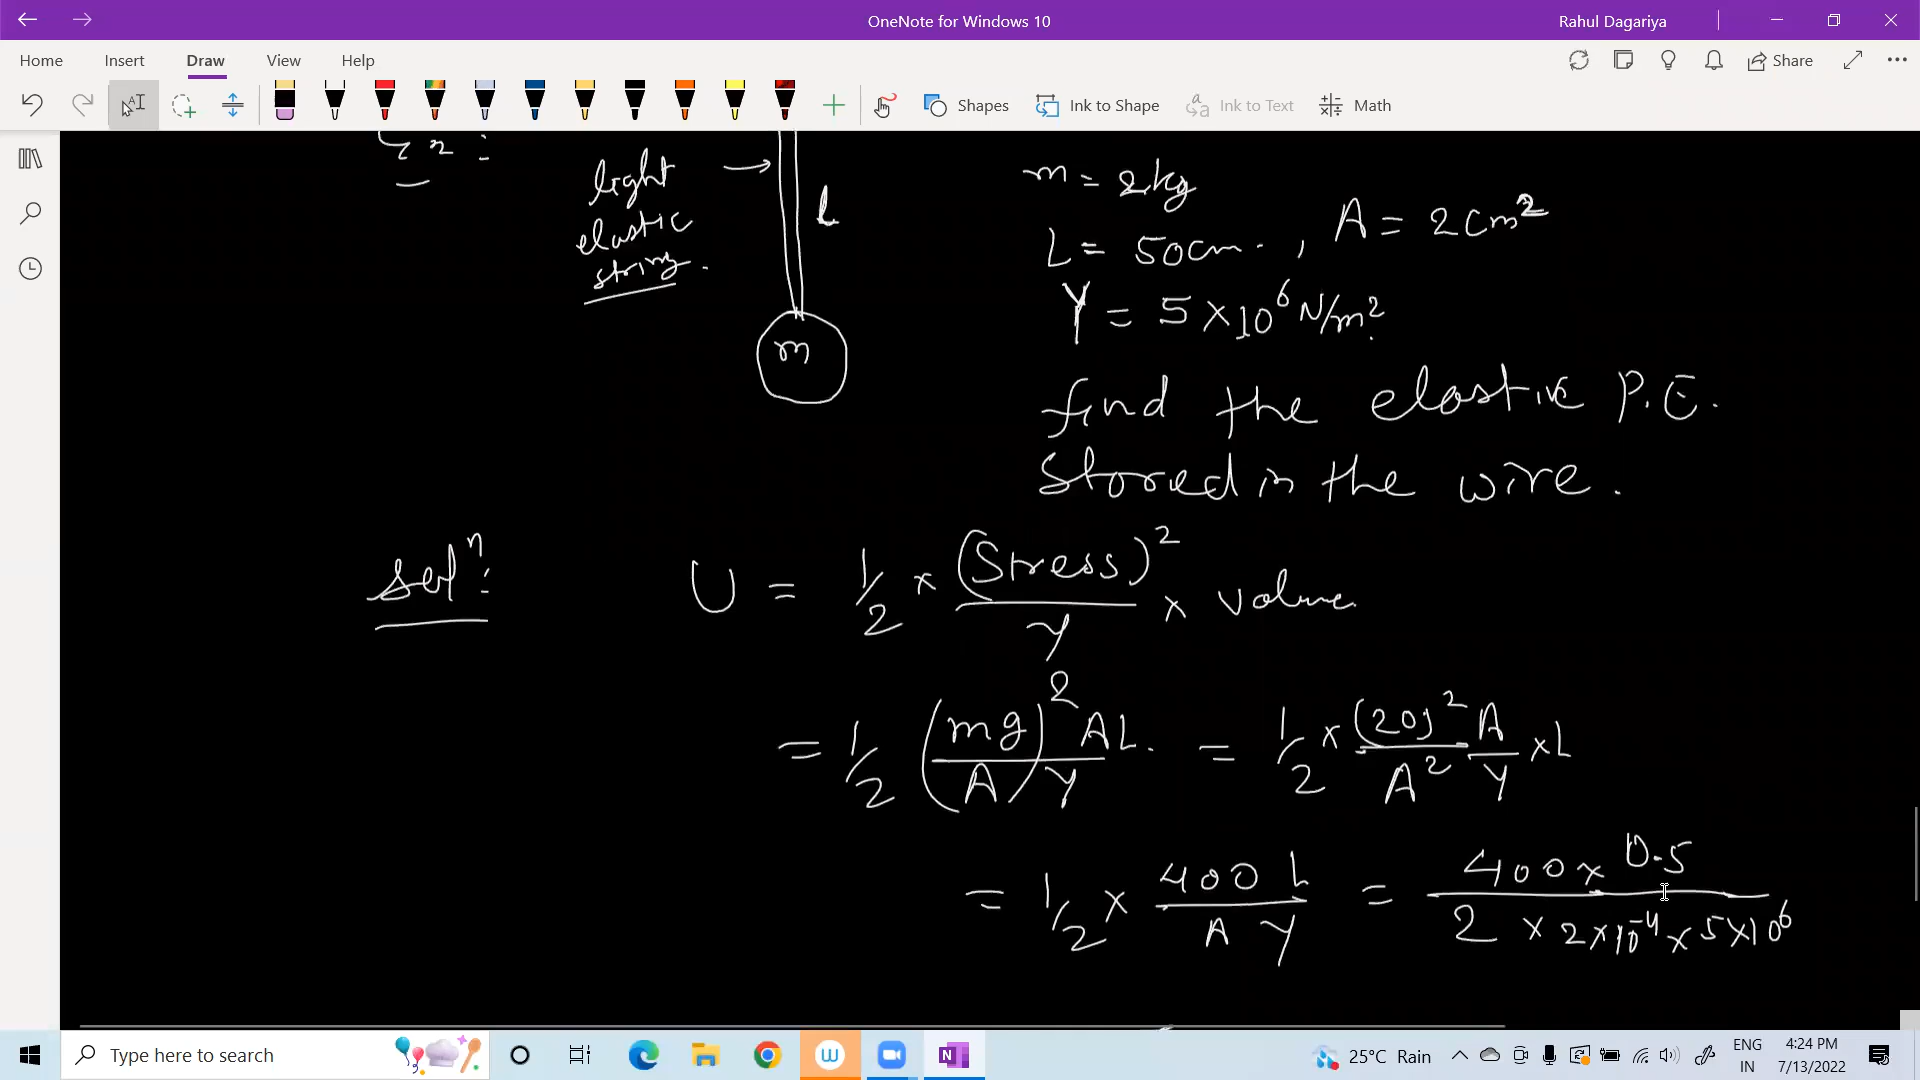 OneNote for Windows 10
Rahul Dagariya
Home Insert Draw View Help
Share
Shapes Ink to Shape Ink to Text Math
light
elastic
string.
l
m
m = 2kg
L = 50cm. , A = 2cm²
Y = 5×10⁶ N/m²
find the elastic P.E.
stored in the wire.
solⁿ:
U = 1/2 × (Stress)²/Y × volume
= 1/2 (mg/A)² AL/Y. = 1/2 × (20)²/A² A/Y × L
= 1/2 × 400 L/A Y = 400 × 0.5/2 × 2×10⁻⁴ × 5×10⁶
Type here to search
25°C Rain
ENG
IN
4:24 PM
7/13/2022